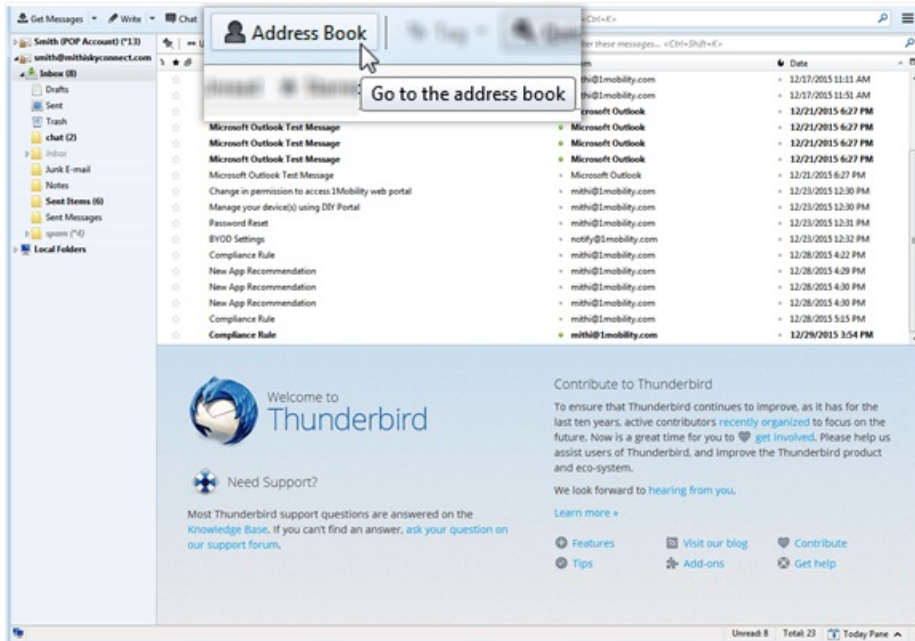 Get Messages
Write
Chat
Address Book
<Ctrl+K>
Smith (POP Account) (*13)
smith@mithiskyconnect.com
Inbox (8)
Drafts
Sent
Trash
chat (2)
Inbox
Junk E-mail
Notes
Sent Items (6)
Sent Messages
spam (*4)
Local Folders
these messages... <Ctrl+Shift+K>
Date
Go to the address book
12/17/2015 11:11 AM
mithi@1mobility.com 12/17/2015 11:51 AM
Microsoft Outlook 12/21/2015 6:27 PM
Microsoft Outlook Test Message Microsoft Outlook 12/21/2015 6:27 PM
Microsoft Outlook Test Message Microsoft Outlook 12/21/2015 6:27 PM
Microsoft Outlook Test Message Microsoft Outlook 12/21/2015 6:27 PM
Microsoft Outlook Test Message Microsoft Outlook 12/21/2015 6:27 PM
Change in permission to access 1Mobility web portal mithi@1mobility.com 12/23/2015 12:30 PM
Manage your device(s) using DIY Portal mithi@1mobility.com 12/23/2015 12:30 PM
Password Reset mithi@1mobility.com 12/23/2015 12:31 PM
BYOD Settings notify@1mobility.com 12/23/2015 12:32 PM
Compliance Rule mithi@1mobility.com 12/28/2015 4:22 PM
New App Recommendation mithi@1mobility.com 12/28/2015 4:29 PM
New App Recommendation mithi@1mobility.com 12/28/2015 4:30 PM
New App Recommendation mithi@1mobility.com 12/28/2015 4:30 PM
Compliance Rule mithi@1mobility.com 12/28/2015 5:15 PM
Compliance Rule mithi@1mobility.com 12/29/2015 3:54 PM
Welcome to
Thunderbird
Need Support?
Most Thunderbird support questions are answered on the
Knowledge Base. If you can't find an answer, ask your question on
our support forum.
Contribute to Thunderbird
To ensure that Thunderbird continues to improve, as it has for the
last ten years, active contributors recently organized to focus on the
future. Now is a great time for you to get involved. Please help us
assist users of Thunderbird, and improve the Thunderbird product
and eco-system.
We look forward to hearing from you.
Learn more »
Features Visit our blog Contribute
Tips Add-ons Get help
Unread: 8 Total: 23 Today Pane